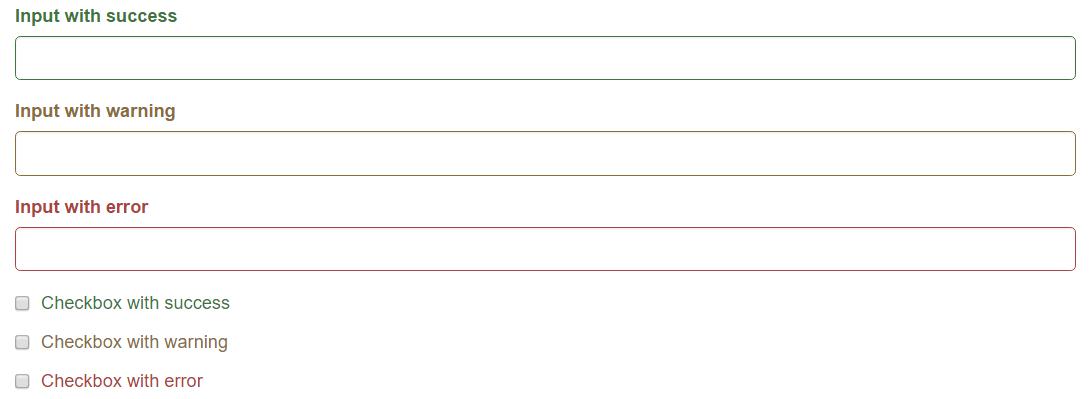 Input with success
Input with warning
Input with error
Checkbox with success
Checkbox with warning
Checkbox with error